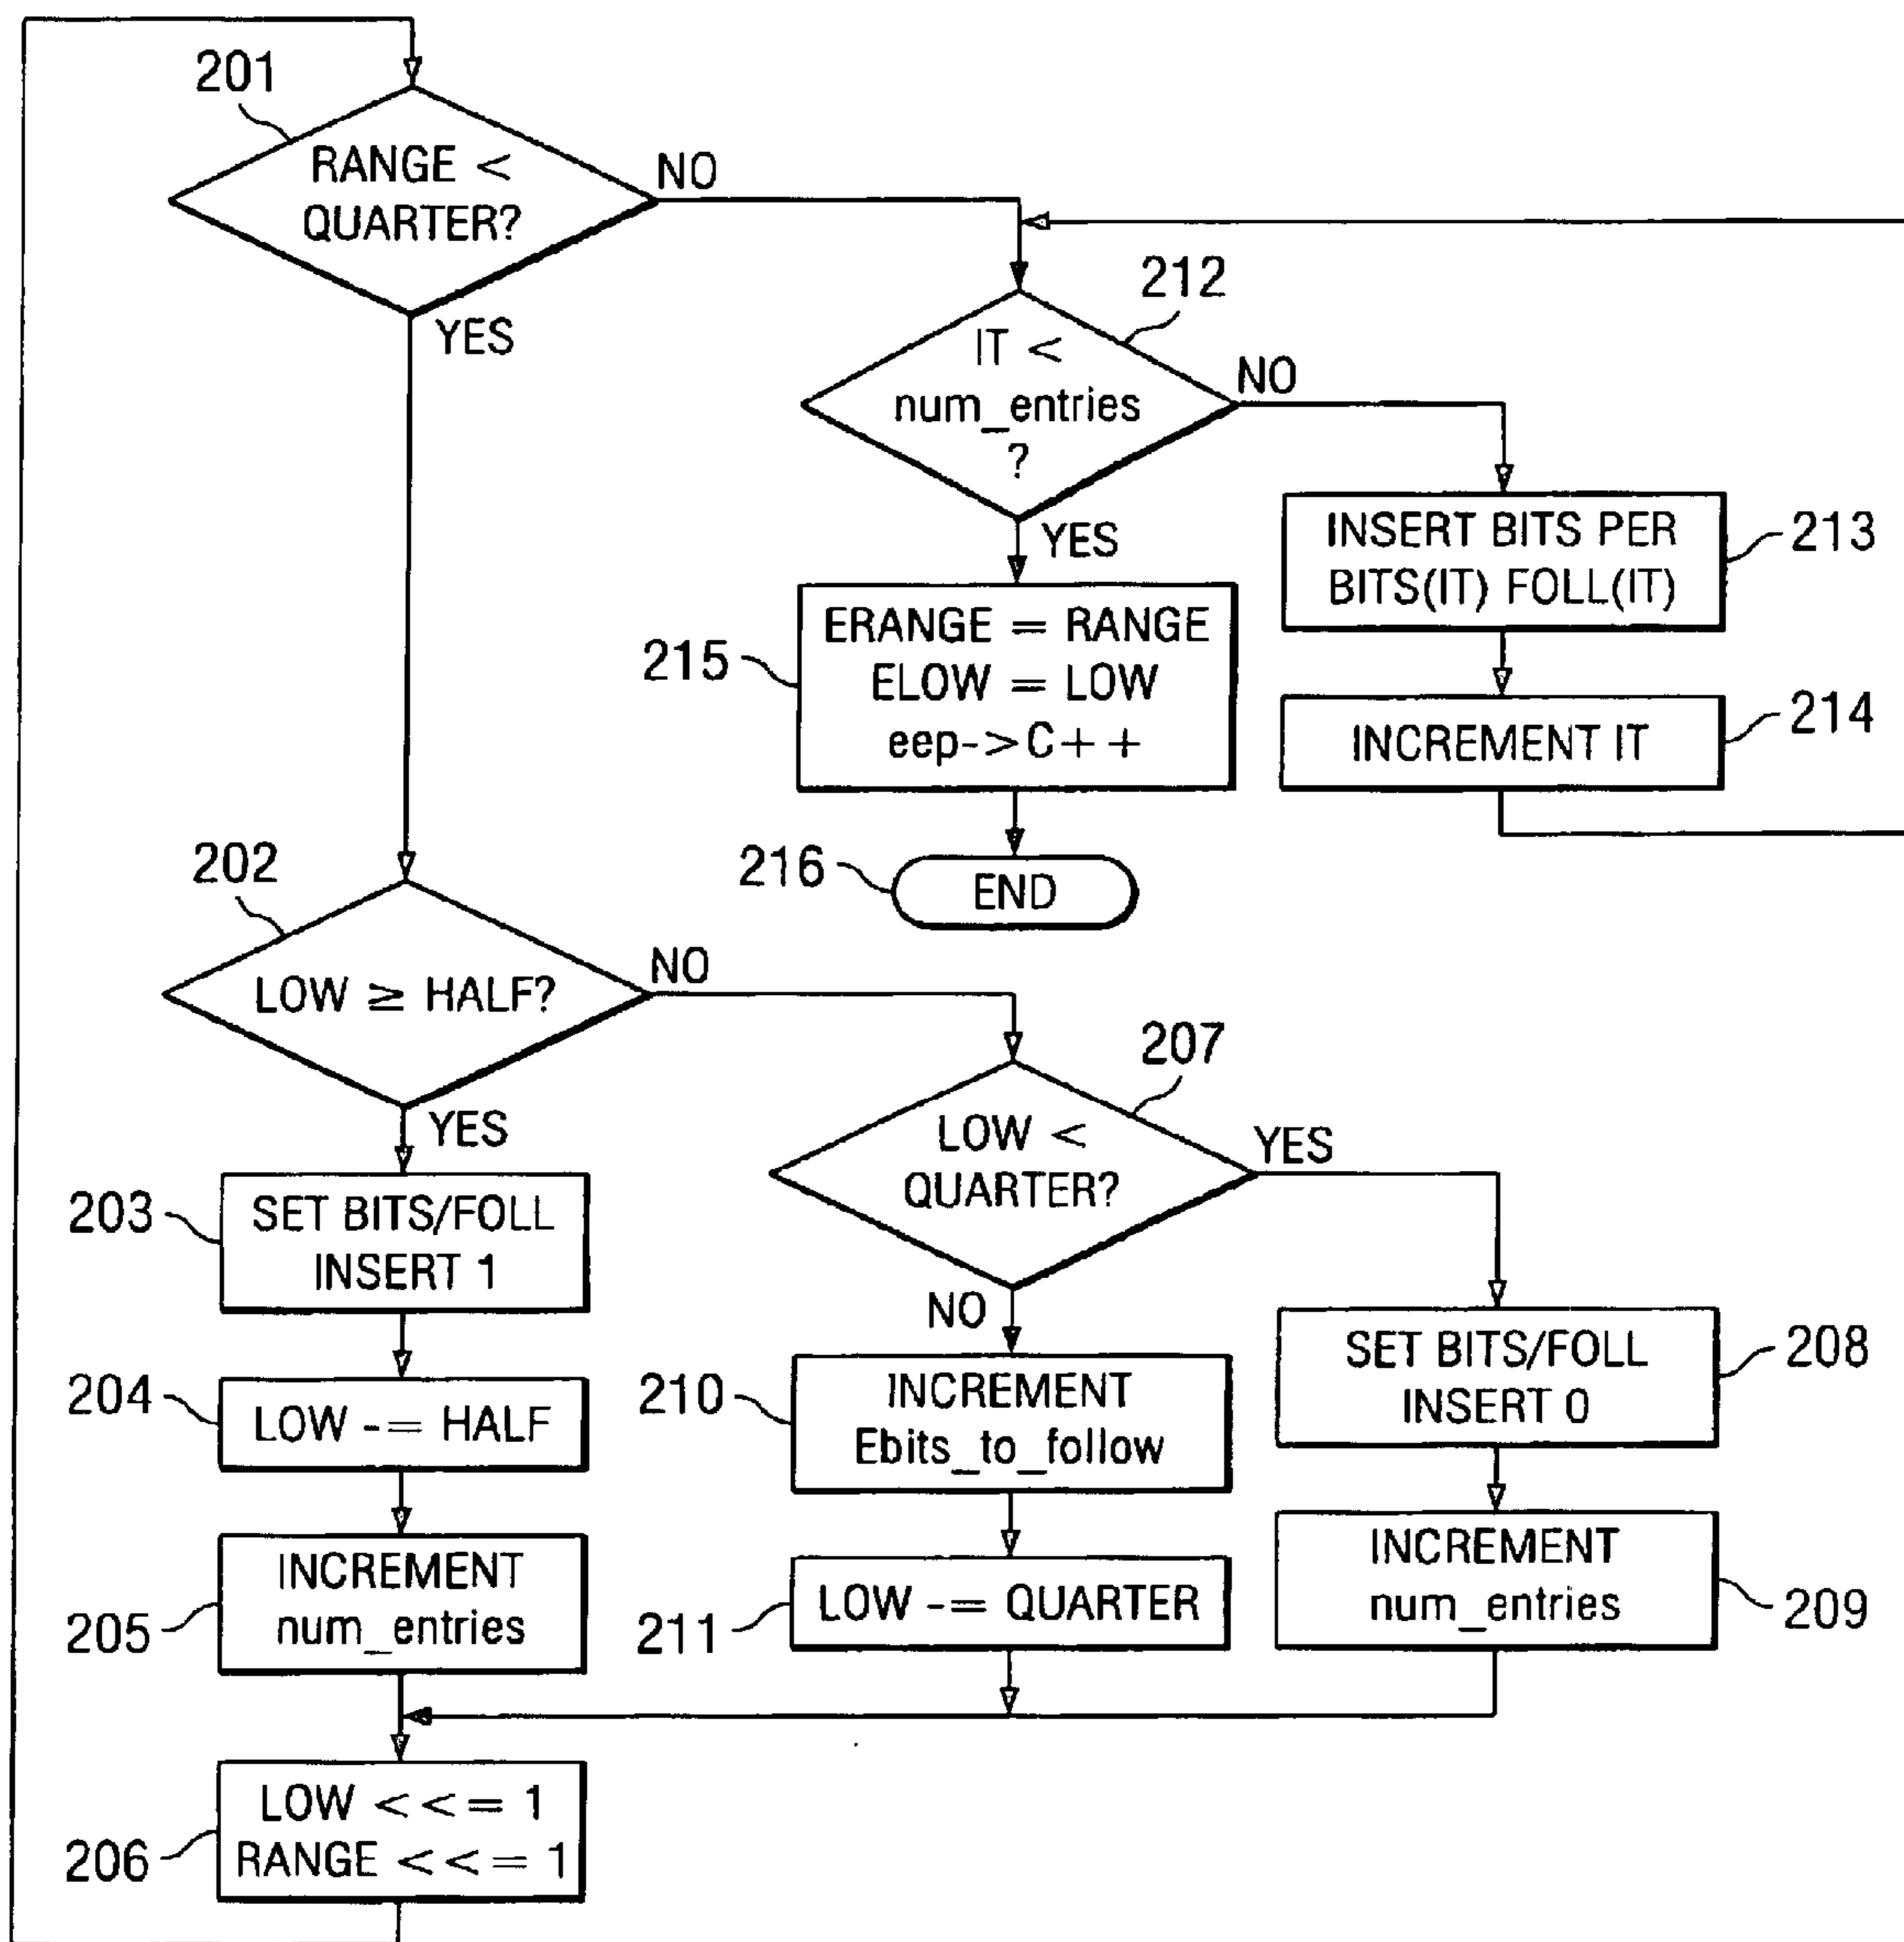 201
RANGE <
QUARTER?
NO
YES
212
IT <
num_entries
?
NO
YES
INSERT BITS PER
BITS(IT) FOLL(IT)
213
INCREMENT IT
214
215
ERANGE = RANGE
ELOW = LOW
eep->C++
216
END
202
LOW ≥ HALF?
NO
YES
207
LOW <
QUARTER?
YES
NO
203
SET BITS/FOLL
INSERT 1
204
LOW -= HALF
205
INCREMENT
num_entries
210
INCREMENT
Ebits_to_follow
211
LOW -= QUARTER
SET BITS/FOLL
INSERT 0
208
INCREMENT
num_entries
209
206
LOW <<= 1
RANGE <<= 1